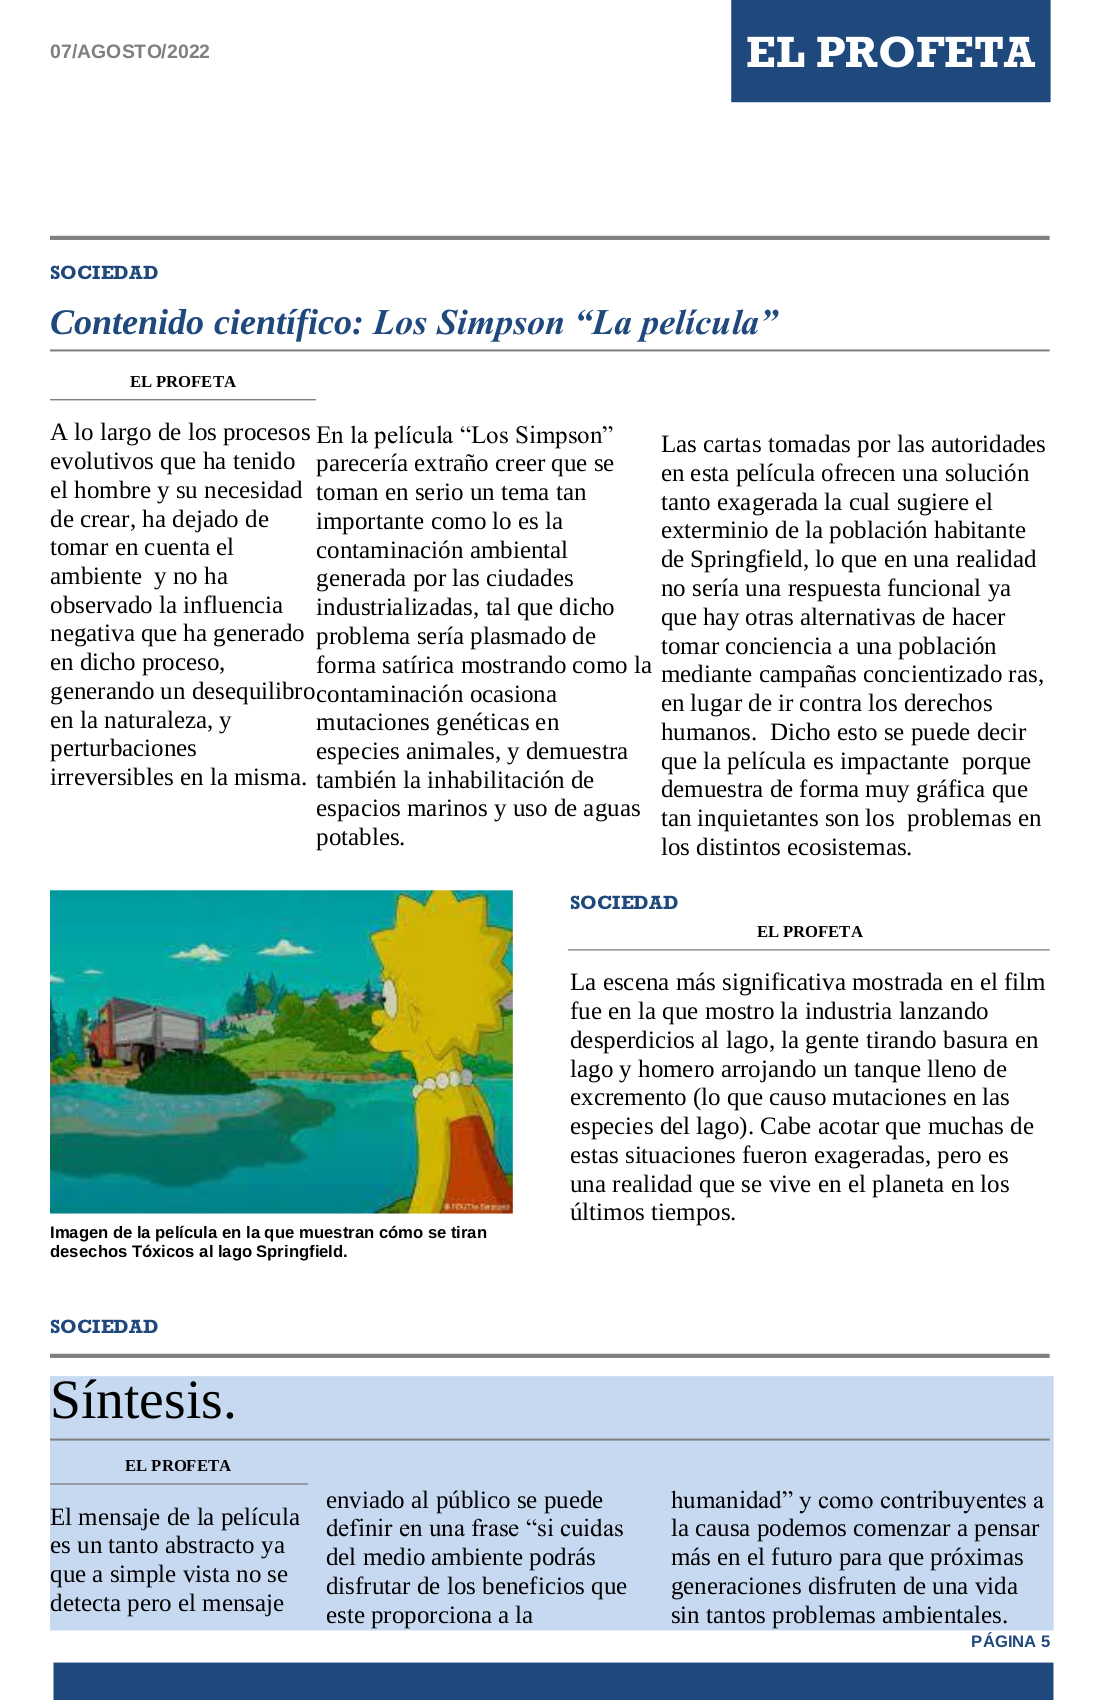 07/AGOSTO/2022
EL PROFETA
SOCIEDAD
Contenido científico: Los Simpson “La película”
EL PROFETA
A lo largo de los procesos
evolutivos que ha tenido
el hombre y su necesidad
de crear, ha dejado de
tomar en cuenta el
ambiente  y no ha
observado la influencia
negativa que ha generado
en dicho proceso,
generando un desequilibro
en la naturaleza, y
perturbaciones
irreversibles en la misma.
En la película “Los Simpson”
parecería extraño creer que se
toman en serio un tema tan
importante como lo es la
contaminación ambiental
generada por las ciudades
industrializadas, tal que dicho
problema sería plasmado de
forma satírica mostrando como la
contaminación ocasiona
mutaciones genéticas en
especies animales, y demuestra
también la inhabilitación de
espacios marinos y uso de aguas
potables.
Las cartas tomadas por las autoridades
en esta película ofrecen una solución
tanto exagerada la cual sugiere el
exterminio de la población habitante
de Springfield, lo que en una realidad
no sería una respuesta funcional ya
que hay otras alternativas de hacer
tomar conciencia a una población
mediante campañas concientizado ras,
en lugar de ir contra los derechos
humanos.  Dicho esto se puede decir
que la película es impactante  porque
demuestra de forma muy gráfica que
tan inquietantes son los  problemas en
los distintos ecosistemas.
Imagen de la película en la que muestran cómo se tiran
desechos Tóxicos al lago Springfield.
SOCIEDAD
EL PROFETA
La escena más significativa mostrada en el film
fue en la que mostro la industria lanzando
desperdicios al lago, la gente tirando basura en
lago y homero arrojando un tanque lleno de
excremento (lo que causo mutaciones en las
especies del lago). Cabe acotar que muchas de
estas situaciones fueron exageradas, pero es
una realidad que se vive en el planeta en los
últimos tiempos.
SOCIEDAD
Síntesis.
EL PROFETA
El mensaje de la película
es un tanto abstracto ya
que a simple vista no se
detecta pero el mensaje
enviado al público se puede
definir en una frase “si cuidas
del medio ambiente podrás
disfrutar de los beneficios que
este proporciona a la
humanidad” y como contribuyentes a
la causa podemos comenzar a pensar
más en el futuro para que próximas
generaciones disfruten de una vida
sin tantos problemas ambientales.
PÁGINA 5